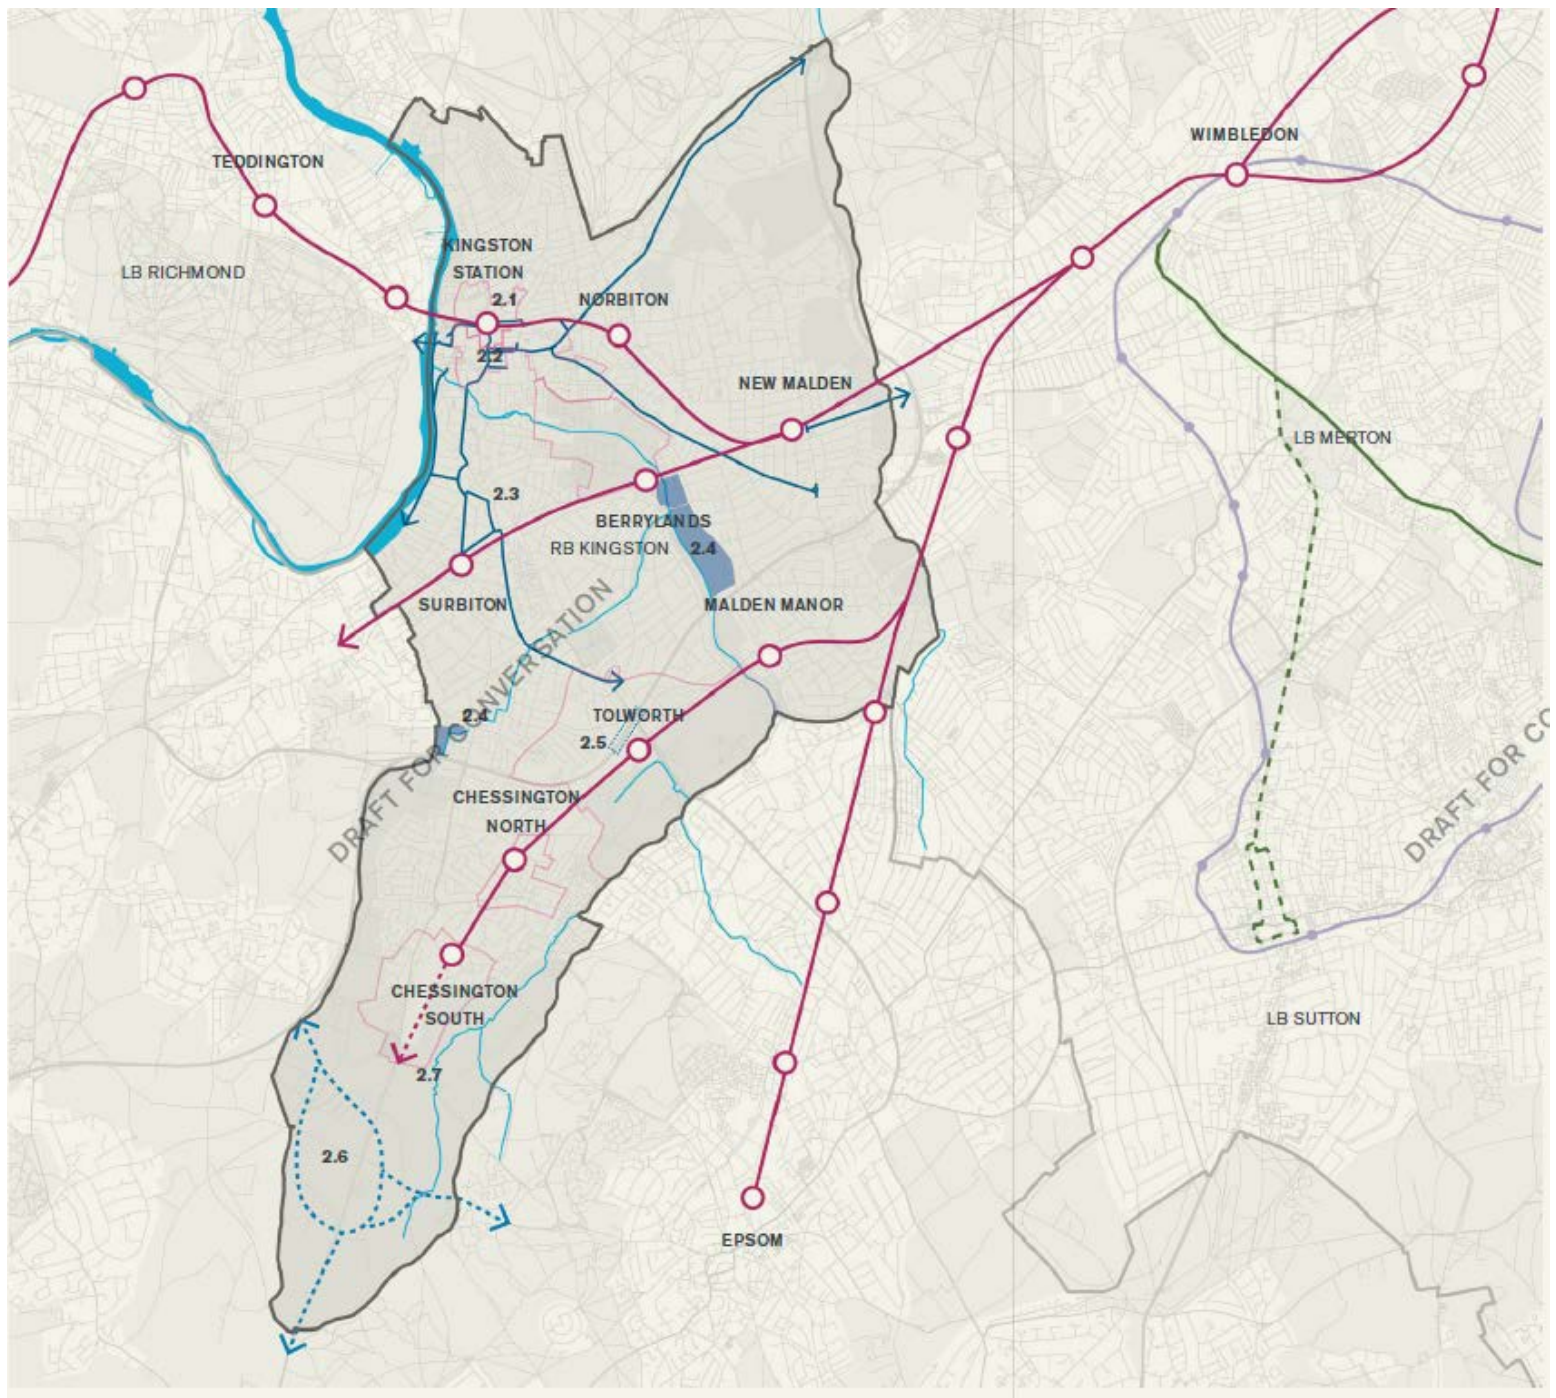 WIMBLEDON
TEDDINGTON
KINGSTON
STATION
LB RICHMOND
2.1
NORBITON
2.2
NEW MALDEN
LB MERTON
2.3
BERRYLANDS
RB KINGSTON
2.4
SURBITON
MALDEN MANOR
DRAFT FOR CONVERSATION
2.4
TOLWORTH
2.5
DRAFT FOR CO
CHESSINGTON
NORTH
CHESSINGTON
SOUTH
LB SUTTON
2.7
2.6
EPSOM